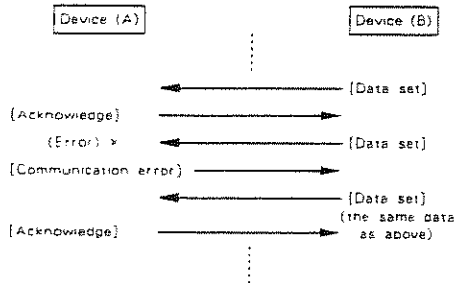 Device (A) Device (B)
[Data set]
[Acknowledge]
(Error) × [Data set]
[Communication error]
[Data set]
(the same data
[Acknowledge] as above)